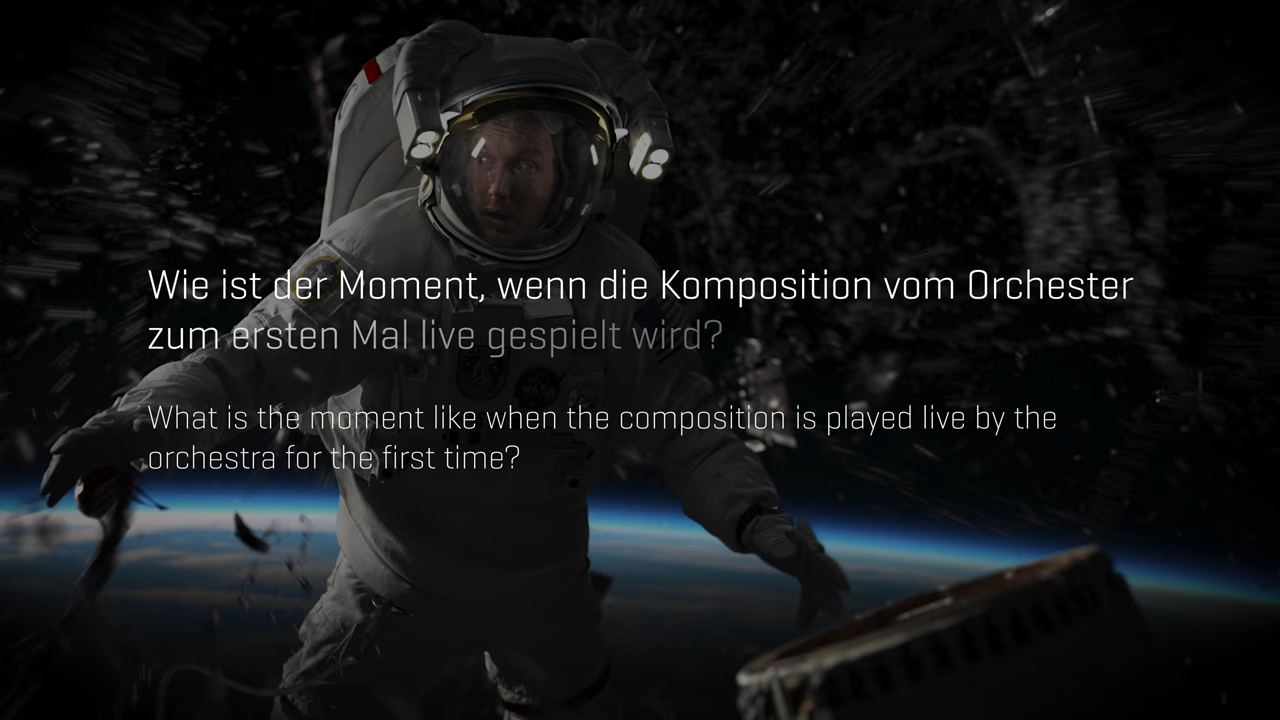 Wie ist der Moment, wenn die Komposition vom Orchester
zum ersten Mal live gespielt wird?
What is the moment like when the composition is played live by the
orchestra for the first time?